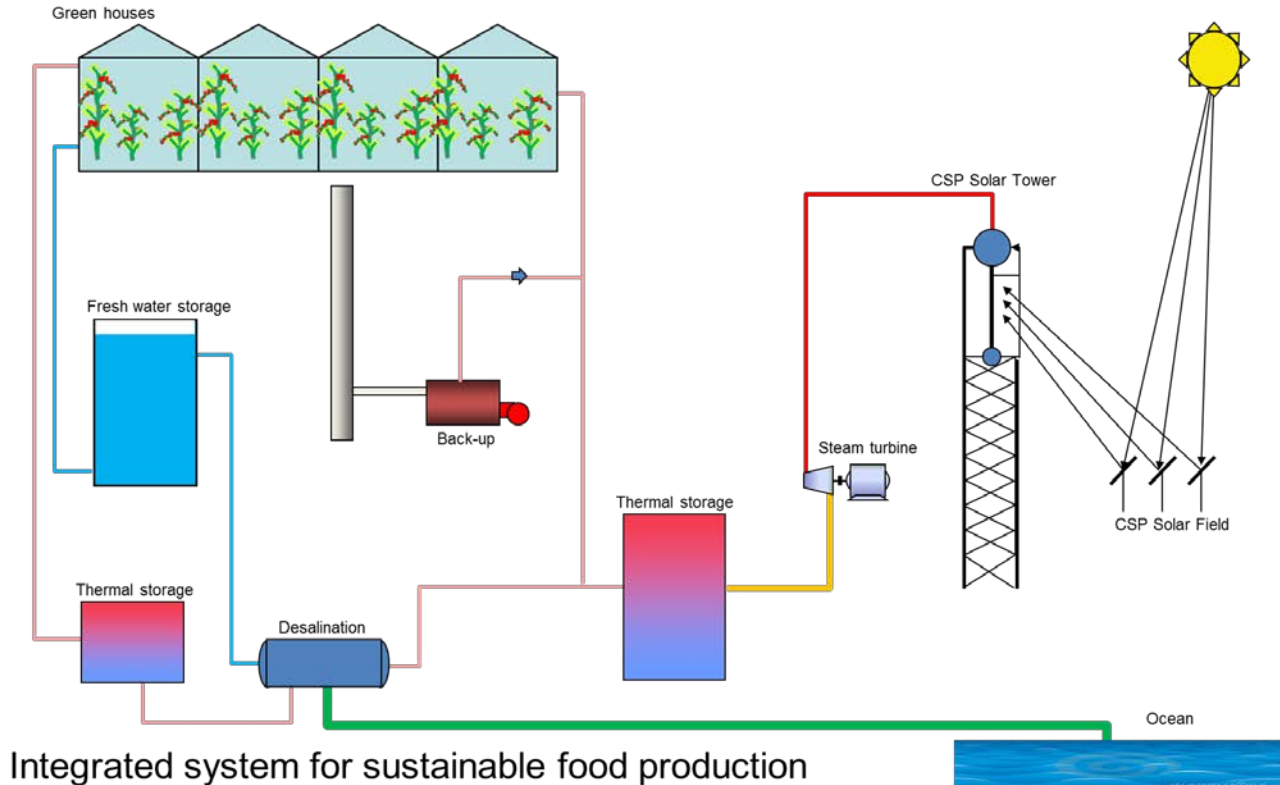 Green houses
CSP Solar Tower
Fresh water storage
Back-up
Steam turbine
Thermal storage
CSP Solar Field
Thermal storage
Desalination
Ocean
Integrated system for sustainable food production